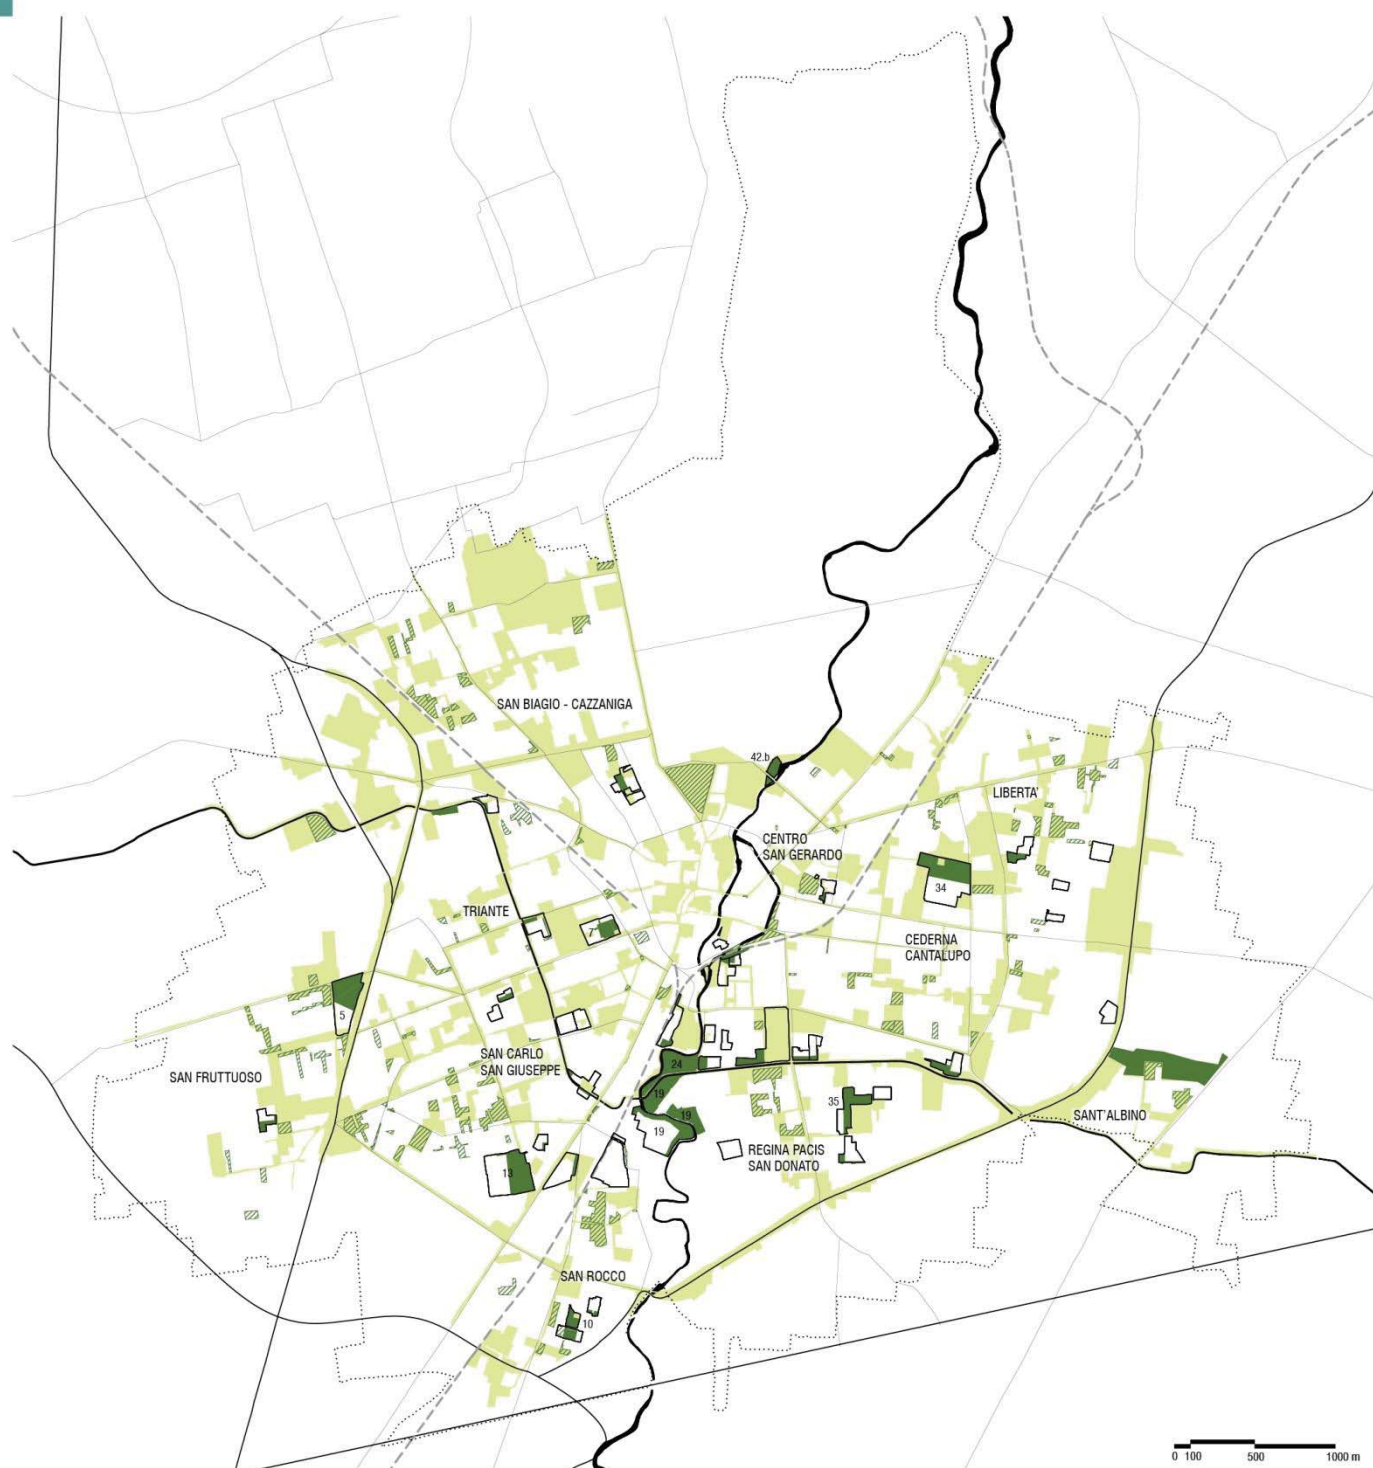 SAN BIAGIO - CAZZANIGA
42.b
LIBERTA'
CENTRO
SAN GERARDO
34
TRIANTE
7
CEDERNA
CANTALUPO
5
SAN CARLO
SAN GIUSEPPE
24
SAN FRUTTUOSO
19
35
19
SANT'ALBINO
19
REGINA PACIS
SAN DONATO
13
SAN ROCCO
10
0 100 500 1000 m